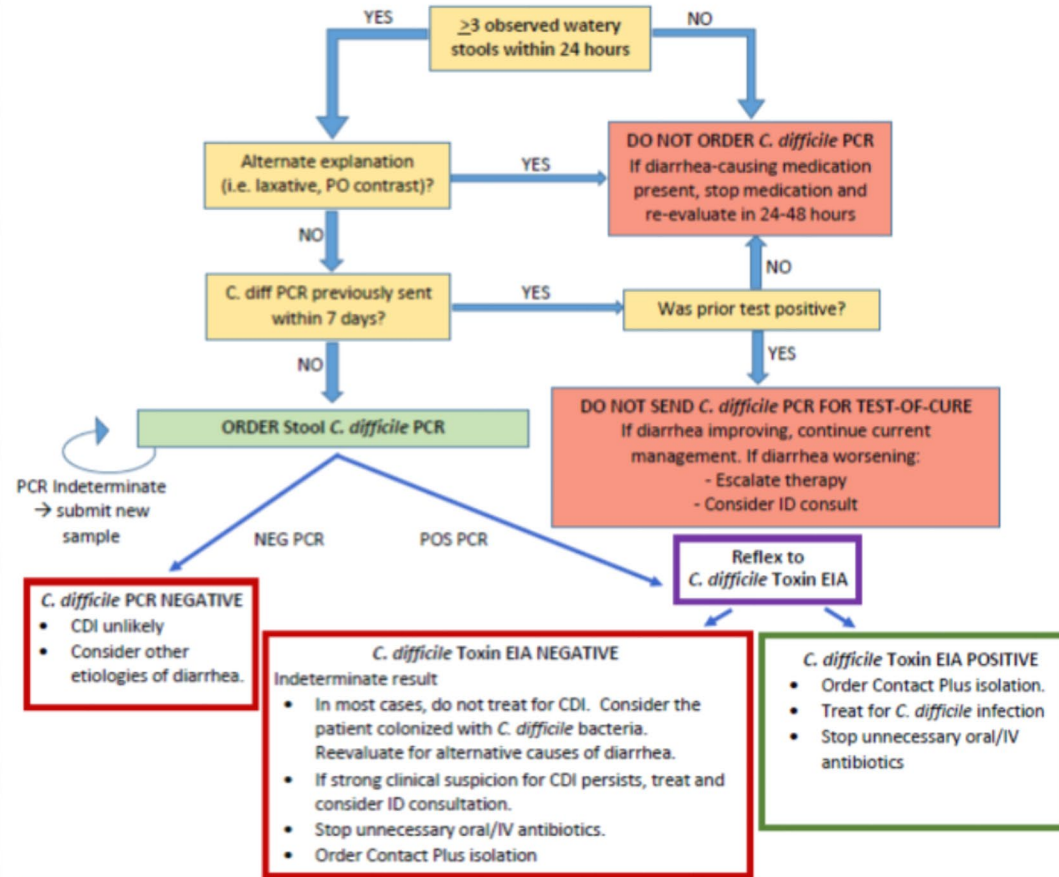 YES
≥3 observed watery
stools within 24 hours
NO
Alternate explanation
(i.e. laxative, PO contrast)?
YES
DO NOT ORDER C. difficile PCR
If diarrhea-causing medication
present, stop medication and
re-evaluate in 24-48 hours
NO
NO
C. diff PCR previously sent
within 7 days?
YES
Was prior test positive?
NO
YES
ORDER Stool C. difficile PCR
DO NOT SEND C. difficile PCR FOR TEST-OF-CURE
If diarrhea improving, continue current
management. If diarrhea worsening:
- Escalate therapy
- Consider ID consult
PCR Indeterminate
→ submit new
sample
NEG PCR
POS PCR
Reflex to
C. difficile Toxin EIA
C. difficile PCR NEGATIVE
• CDI unlikely
• Consider other
etiologies of diarrhea.
C. difficile Toxin EIA NEGATIVE
Indeterminate result
• In most cases, do not treat for CDI. Consider the
patient colonized with C. difficile bacteria.
Reevaluate for alternative causes of diarrhea.
• If strong clinical suspicion for CDI persists, treat and
consider ID consultation.
• Stop unnecessary oral/IV antibiotics.
• Order Contact Plus isolation
C. difficile Toxin EIA POSITIVE
• Order Contact Plus isolation.
• Treat for C. difficile infection
• Stop unnecessary oral/IV
antibiotics